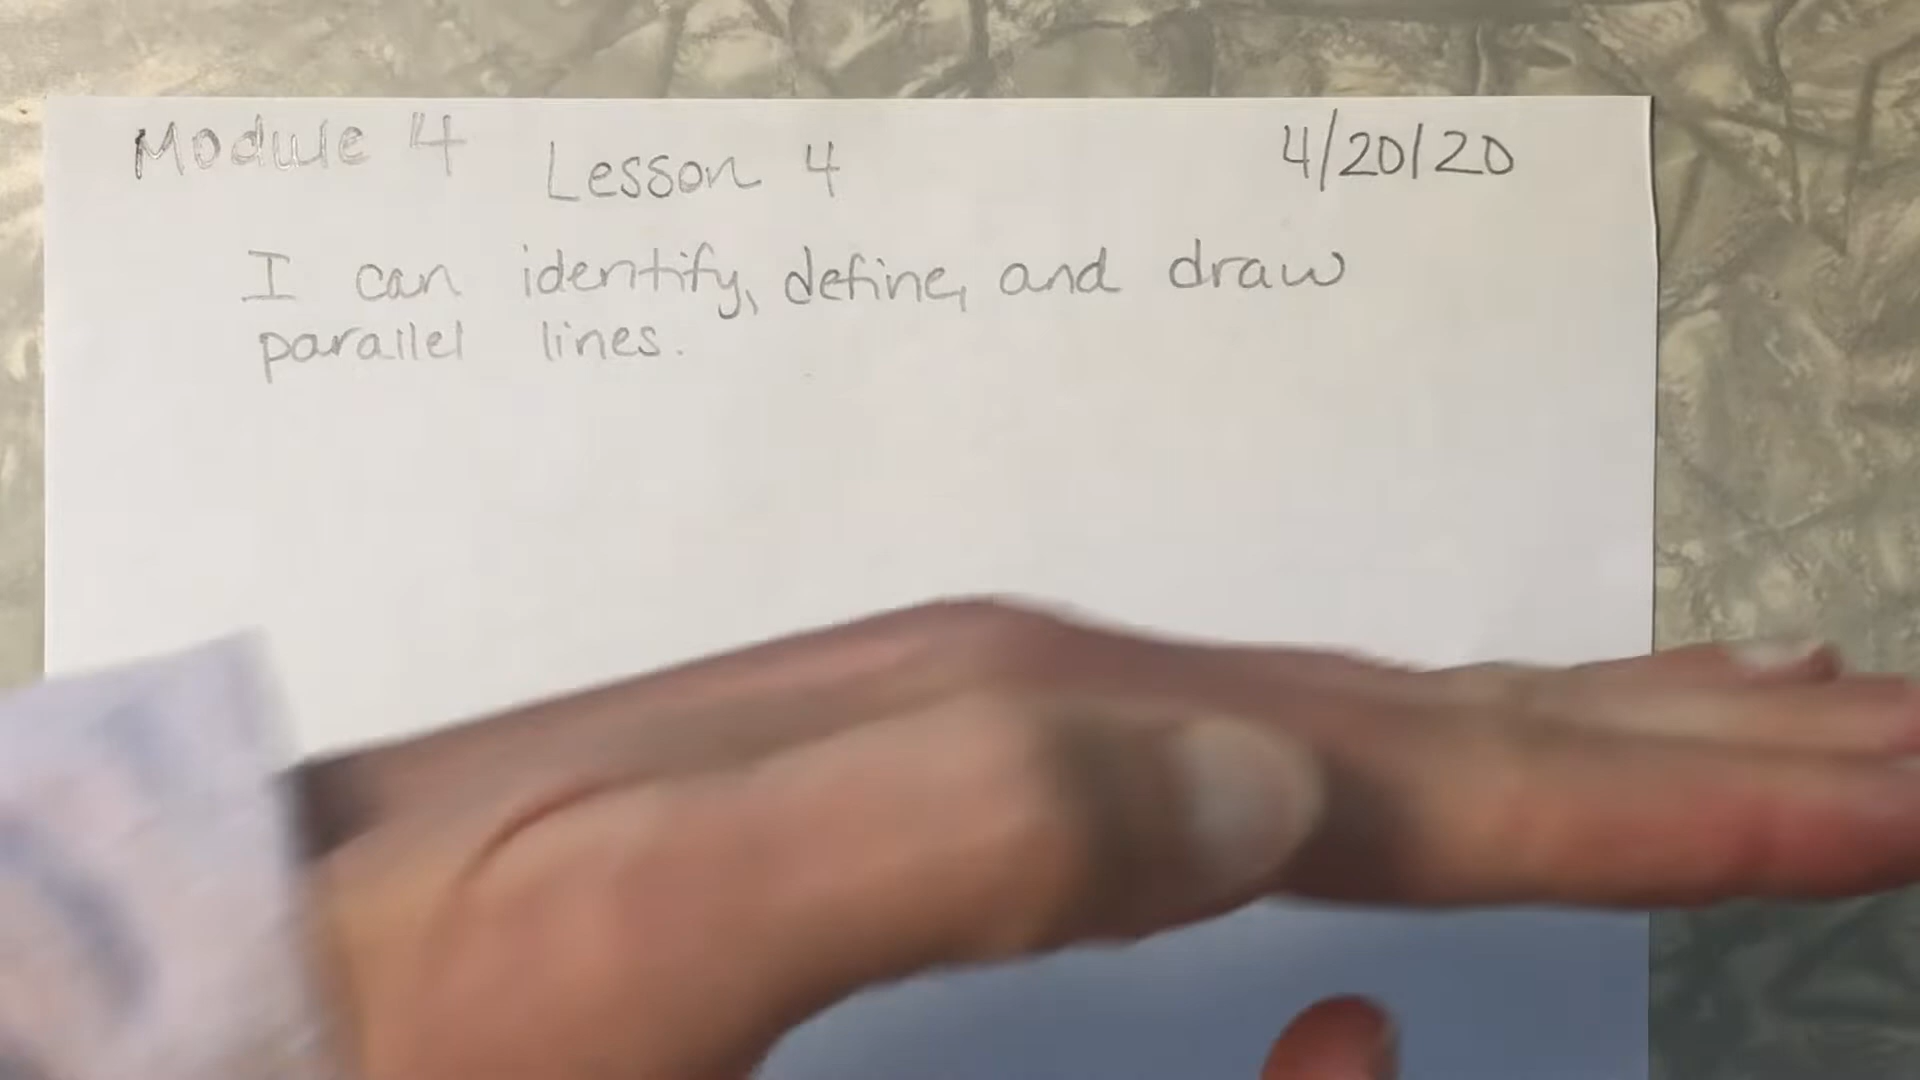 Module 4 Lesson 4 4/20/20
I can identify, define, and draw
parallel lines.